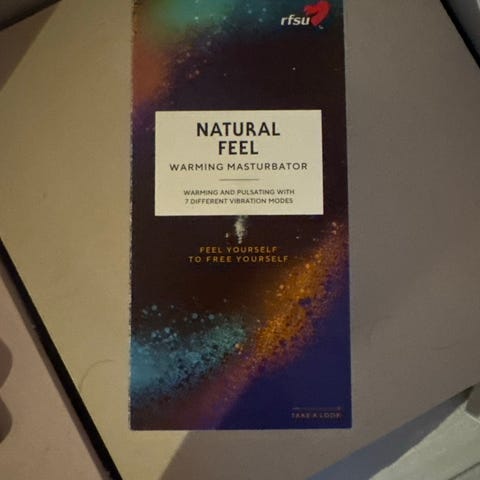 rfsu
NATURAL
FEEL
WARMING MASTURBATOR
WARMING AND PULSATING WITH
7 DIFFERENT VIBRATION MODES
FEEL YOURSELF
TO FREE YOURSELF
TAKE A LOOK